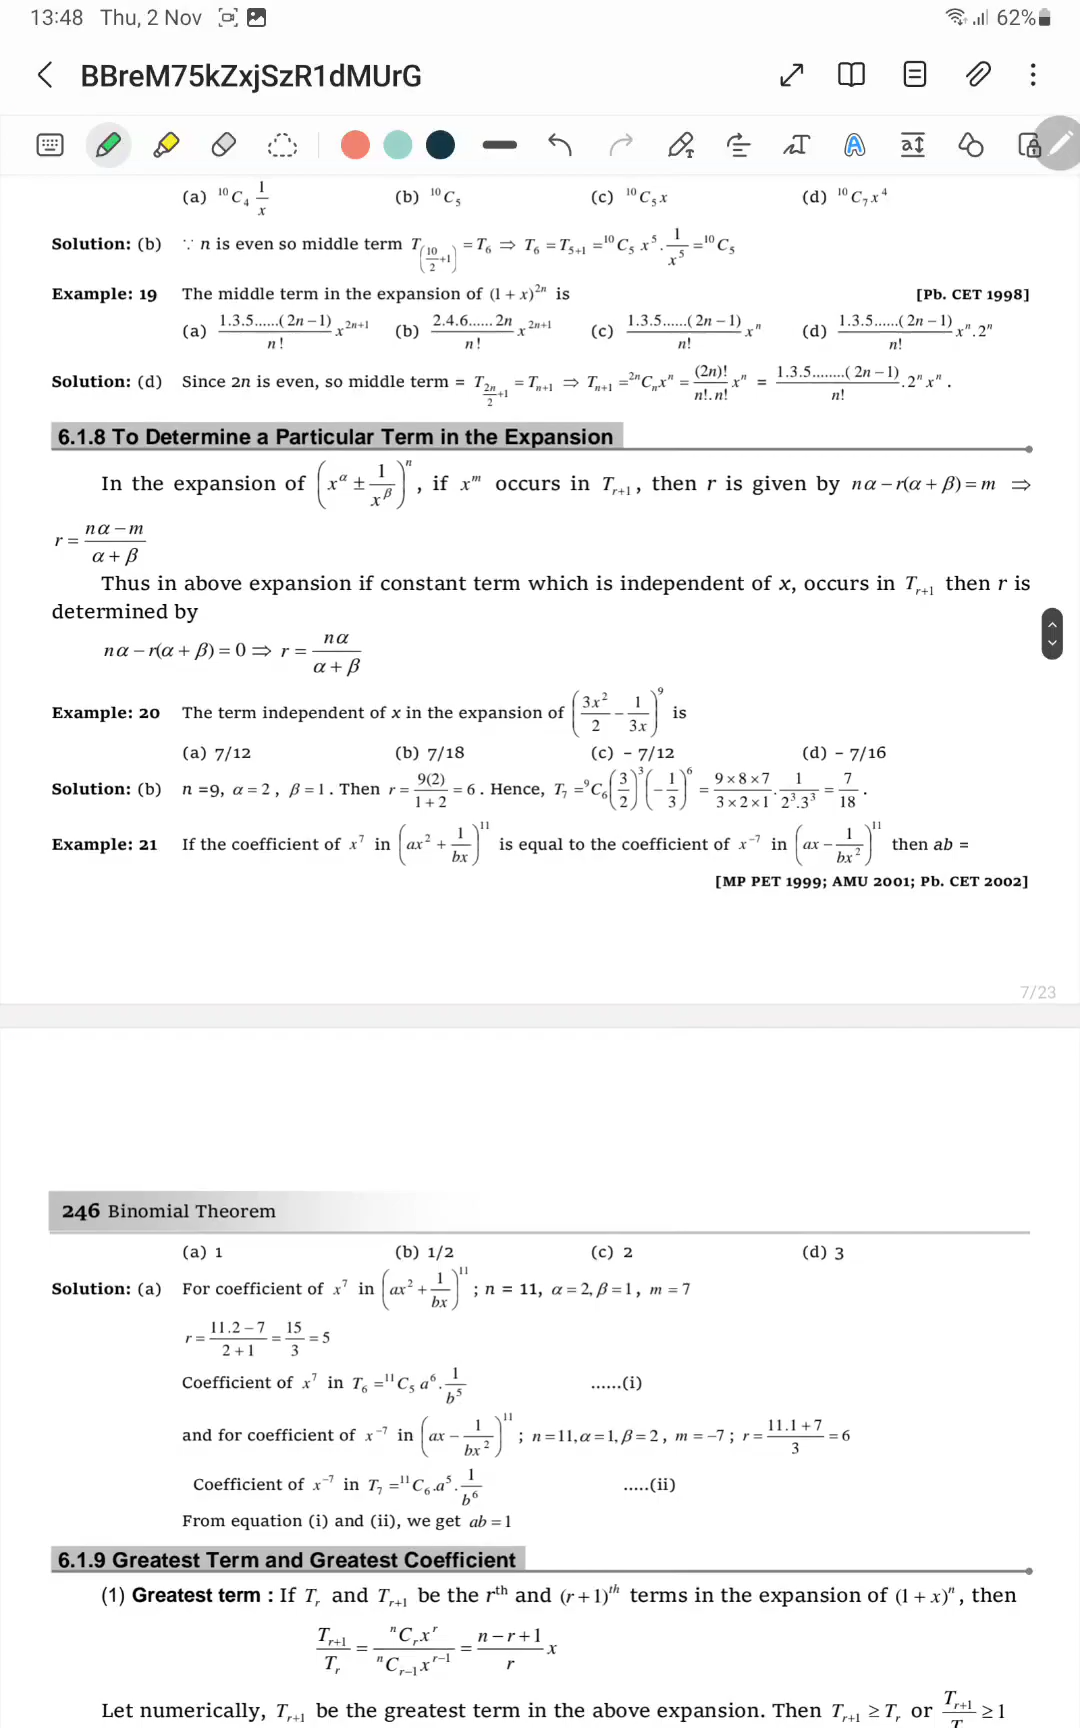 13:48 Thu, 2 Nov 62%
BBreM75kZxjSzR1dMUrG
(a) ¹⁰C₄ 1/x (b) ¹⁰C₅ (c) ¹⁰C₅x (d) ¹⁰C₇x⁴
Solution: (b) ∵ n is even so middle term T_(10/2+1) = T₆ ⇒ T₆ = T₅₊₁ = ¹⁰C₅ x⁵ . 1/x⁵ = ¹⁰C₅
Example: 19 The middle term in the expansion of (1 + x)²ⁿ is [Pb. CET 1998]
(a) 1.3.5......(2n − 1)/n! x²ⁿ⁺¹ (b) 2.4.6...... 2n/n! x²ⁿ⁺¹ (c) 1.3.5......(2n − 1)/n! xⁿ (d) 1.3.5......(2n − 1)/n! xⁿ.2ⁿ
Solution: (d) Since 2n is even, so middle term = T_(2n/2+1) = Tₙ₊₁ ⇒ Tₙ₊₁ = ²ⁿCₙxⁿ = (2n)!/n!.n! xⁿ = 1.3.5........(2n − 1)/n! .2ⁿ xⁿ .
6.1.8 To Determine a Particular Term in the Expansion
In the expansion of (x^α ± 1/x^β)ⁿ, if xᵐ occurs in Tᵣ₊₁, then r is given by nα − r(α + β) = m ⇒
r = (nα − m)/(α + β)
Thus in above expansion if constant term which is independent of x, occurs in Tᵣ₊₁ then r is
determined by
nα − r(α + β) = 0 ⇒ r = nα/(α + β)
Example: 20 The term independent of x in the expansion of (3x²/2 − 1/3x)⁹ is
(a) 7/12 (b) 7/18 (c) - 7/12 (d) - 7/16
Solution: (b) n =9, α = 2, β = 1. Then r = 9(2)/(1 + 2) = 6. Hence, T₇ = ⁹C₆(3/2)³(−1/3)⁶ = (9 × 8 × 7)/(3 × 2 × 1) . 1/(2³.3³) = 7/18 .
Example: 21 If the coefficient of x⁷ in (ax² + 1/bx)¹¹ is equal to the coefficient of x⁻⁷ in (ax − 1/bx²)¹¹ then ab =
[MP PET 1999; AMU 2001; Pb. CET 2002]
7/23
246 Binomial Theorem
(a) 1 (b) 1/2 (c) 2 (d) 3
Solution: (a) For coefficient of x⁷ in (ax² + 1/bx)¹¹ ; n = 11, α = 2, β = 1, m = 7
r = (11.2 − 7)/(2 + 1) = 15/3 = 5
Coefficient of x⁷ in T₆ = ¹¹C₅ a⁶ . 1/b⁵ ......(i)
and for coefficient of x⁻⁷ in (ax − 1/bx²)¹¹ ; n = 11, α = 1, β = 2, m = −7 ; r = (11.1 + 7)/3 = 6
Coefficient of x⁻⁷ in T₇ = ¹¹C₆.a⁵ . 1/b⁶ .....(ii)
From equation (i) and (ii), we get ab = 1
6.1.9 Greatest Term and Greatest Coefficient
(1) Greatest term : If Tᵣ and Tᵣ₊₁ be the rᵗʰ and (r + 1)ᵗʰ terms in the expansion of (1 + x)ⁿ, then
Tᵣ₊₁/Tᵣ = ⁿCᵣxʳ/ⁿCᵣ₋₁xʳ⁻¹ = (n − r + 1)/r x
Let numerically, Tᵣ₊₁ be the greatest term in the above expansion. Then Tᵣ₊₁ ≥ Tᵣ or Tᵣ₊₁/T ≥ 1